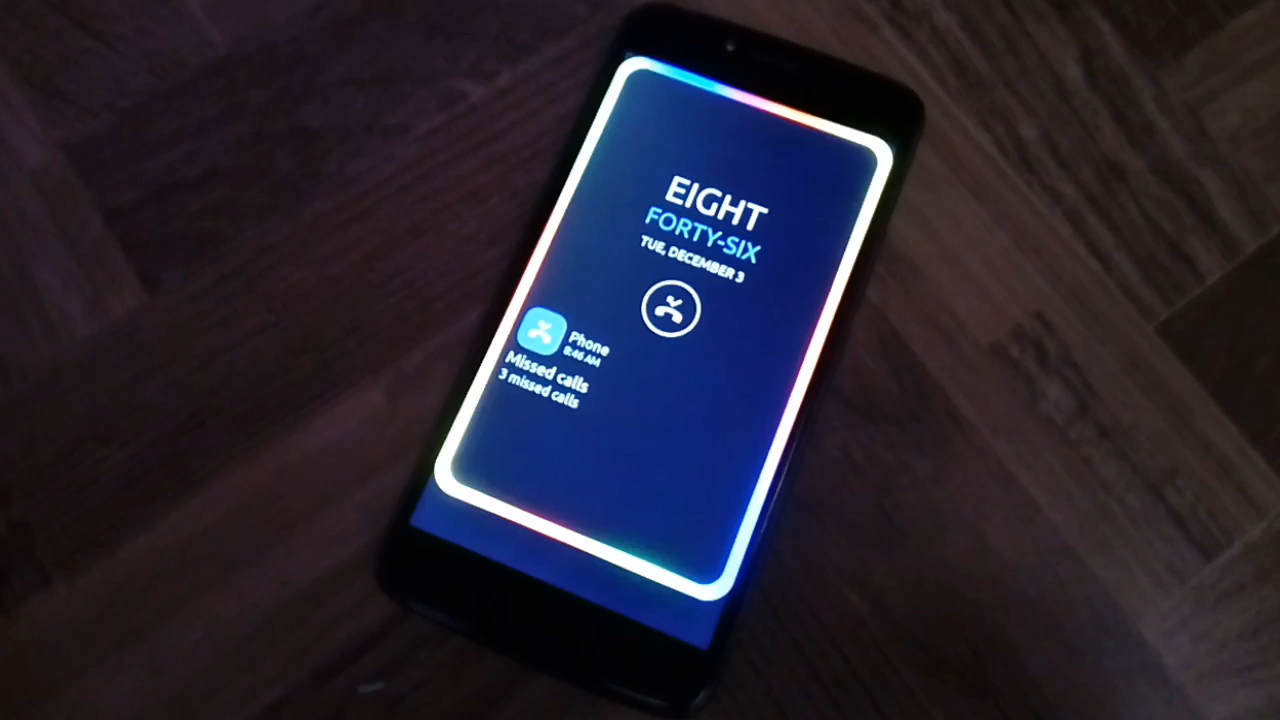 EIGHT
FORTY-SIX
TUE, DECEMBER 3
Phone
8:46 AM
Missed calls
3 missed calls